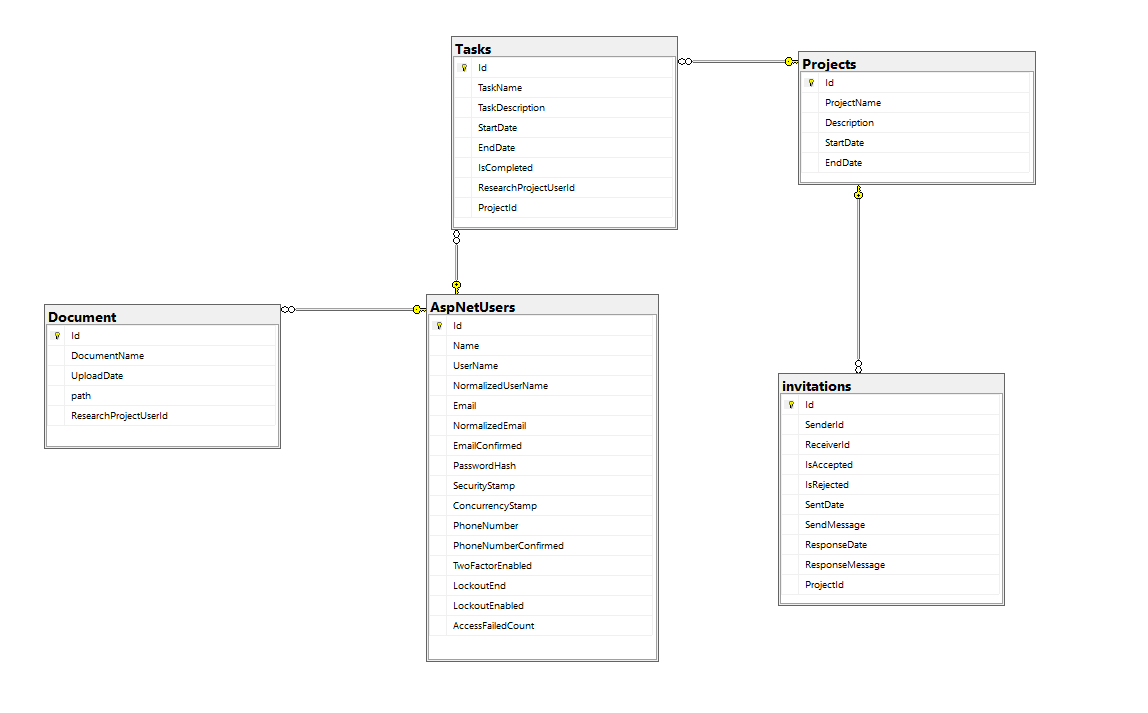 Tasks
Id
TaskName
TaskDescription
StartDate
EndDate
IsCompleted
ResearchProjectUserId
ProjectId
Projects
Id
ProjectName
Description
StartDate
EndDate
Document
Id
DocumentName
UploadDate
path
ResearchProjectUserId
AspNetUsers
Id
Name
UserName
NormalizedUserName
Email
NormalizedEmail
EmailConfirmed
PasswordHash
SecurityStamp
ConcurrencyStamp
PhoneNumber
PhoneNumberConfirmed
TwoFactorEnabled
LockoutEnd
LockoutEnabled
AccessFailedCount
invitations
Id
SenderId
ReceiverId
IsAccepted
IsRejected
SentDate
SendMessage
ResponseDate
ResponseMessage
ProjectId